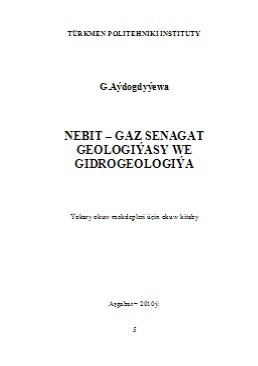 TÜRKMEN POLITEHNIKI INSTITUTY
G.Aýdogdyýewa
NEBIT – GAZ SENAGAT
GEOLOGIÝASY WE
GIDROGEOLOGIÝA
Ýokary okuw mekdepleri üçin okuw kitaby
Aşgabat – 2010ý.
5